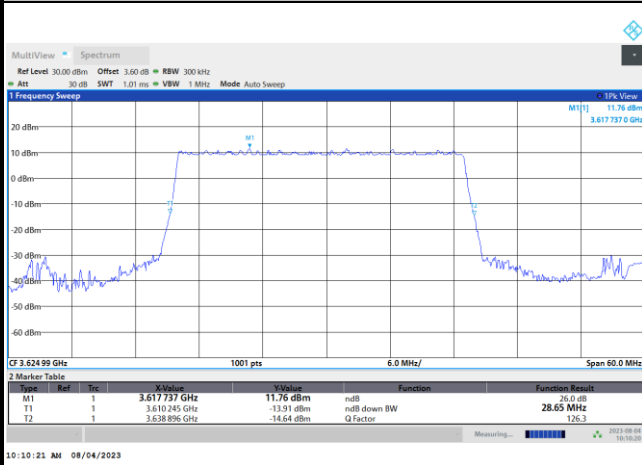 MultiView Spectrum
Ref Level 30.00 dBm Offset 3.60 dB RBW 300 kHz
Att 30 dB SWT 1.01 ms VBW 1 MHz Mode Auto Sweep
1 Frequency Sweep 1Pk View
M1[1] 11.76 dBm
3.617 737 0 GHz
M1
20 dBm
10 dBm
0 dBm
-10 dBm
T1 T2
-20 dBm
-30 dBm
-40 dBm
-50 dBm
-60 dBm
CF 3.624 99 GHz 1001 pts 6.0 MHz/ Span 60.0 MHz
2 Marker Table
Type Ref Trc X-Value Y-Value Function Function Result
M1 1 3.617 737 GHz 11.76 dBm ndB 26.0 dB
T1 1 3.610 245 GHz -13.91 dBm ndB down BW 28.65 MHz
T2 1 3.638 896 GHz -14.64 dBm Q Factor 126.3
Measuring... 2023-08-04
10:10:20
10:10:21 AM 08/04/2023